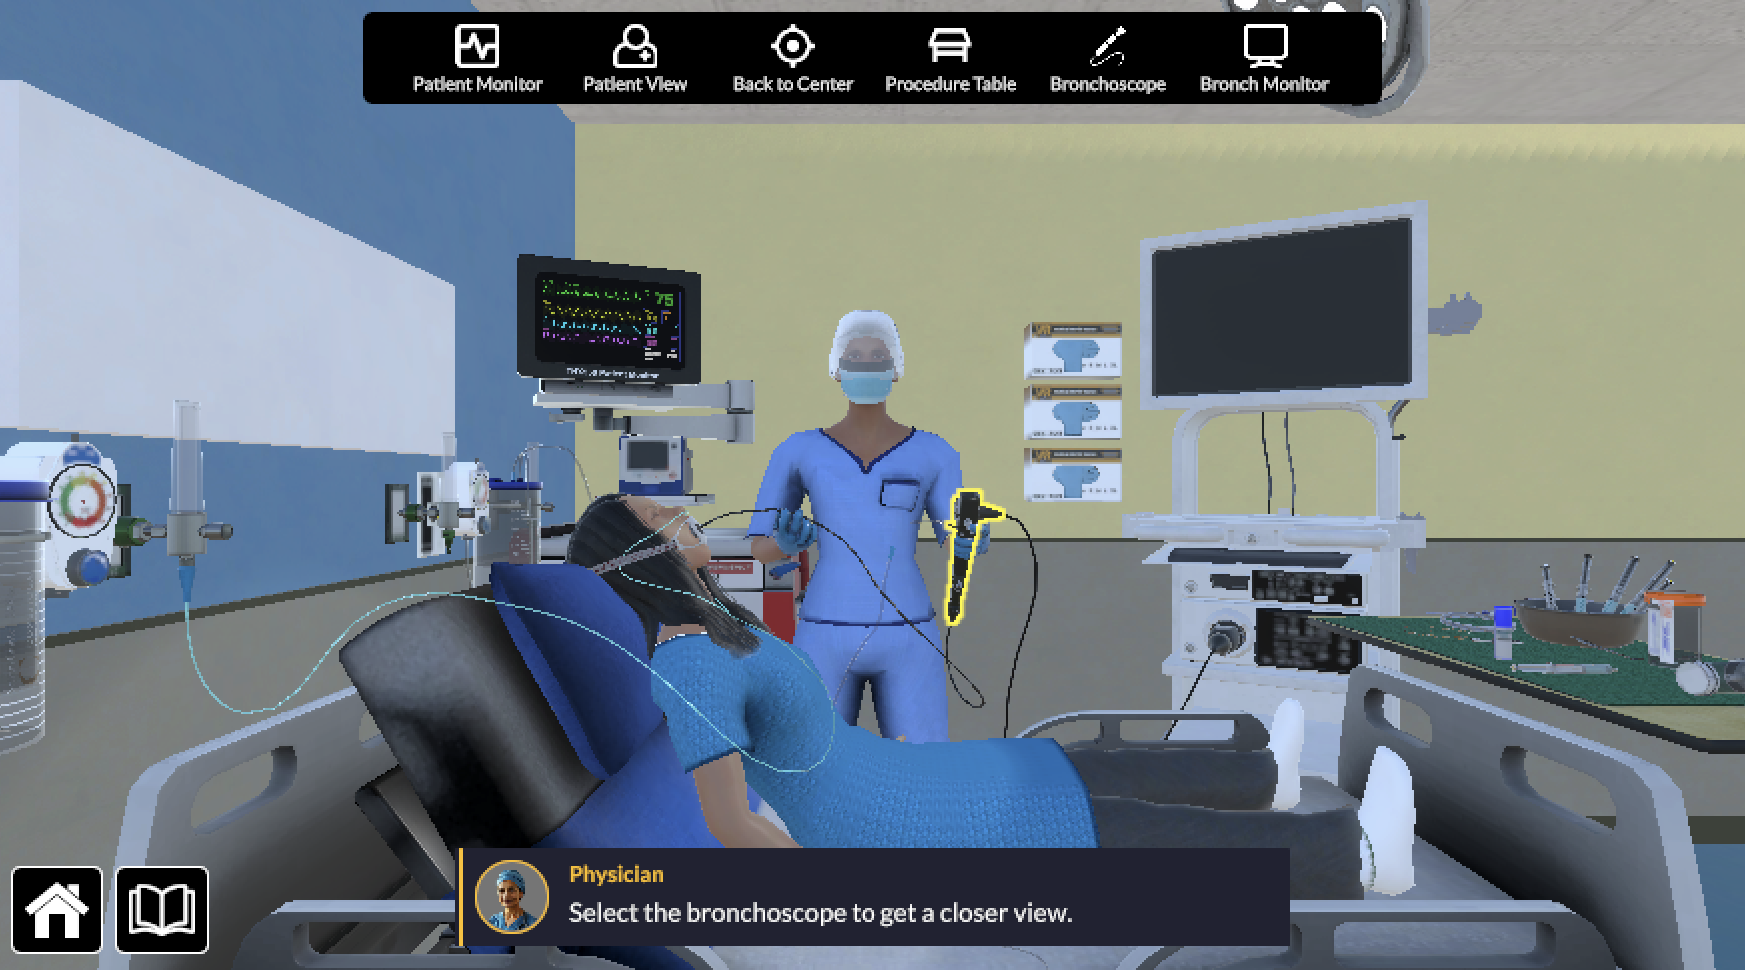 Patient Monitor
Patient View
Back to Center
Procedure Table
Bronchoscope
Bronch Monitor
75
Physician
Select the bronchoscope to get a closer view.